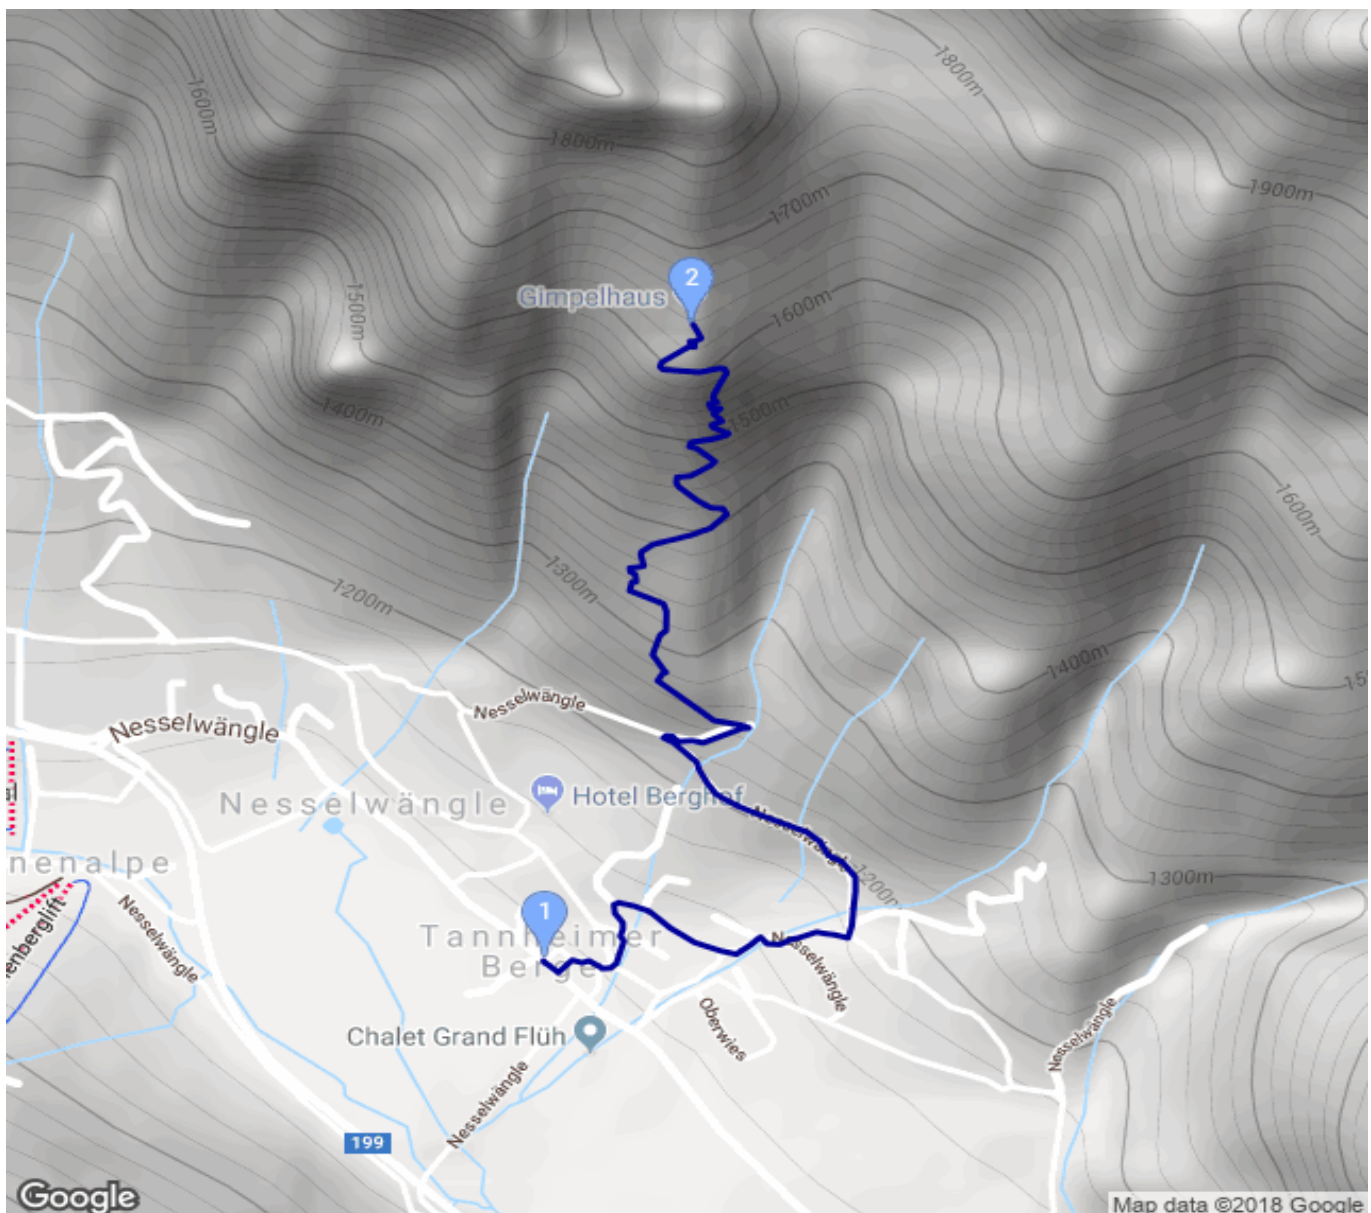 1800m
1600m
1800m
1900m
1700m
2
Gimpelhaus
1600m
1500m
1500m
1400m
1600m
1300m
1200m
1400m
Nesselwängle
Nesselwängle
Hotel Berghof
Nesselwängle
Nesselwängle
1200m
nenalpe
1300m
1
Tannheimer
Berge
Nesselwängle
Nesselwängle
Oberwies
Nesselwängle
Chalet Grand Flüh
Nesselwängle
199
Google
Map data ©2018 Google